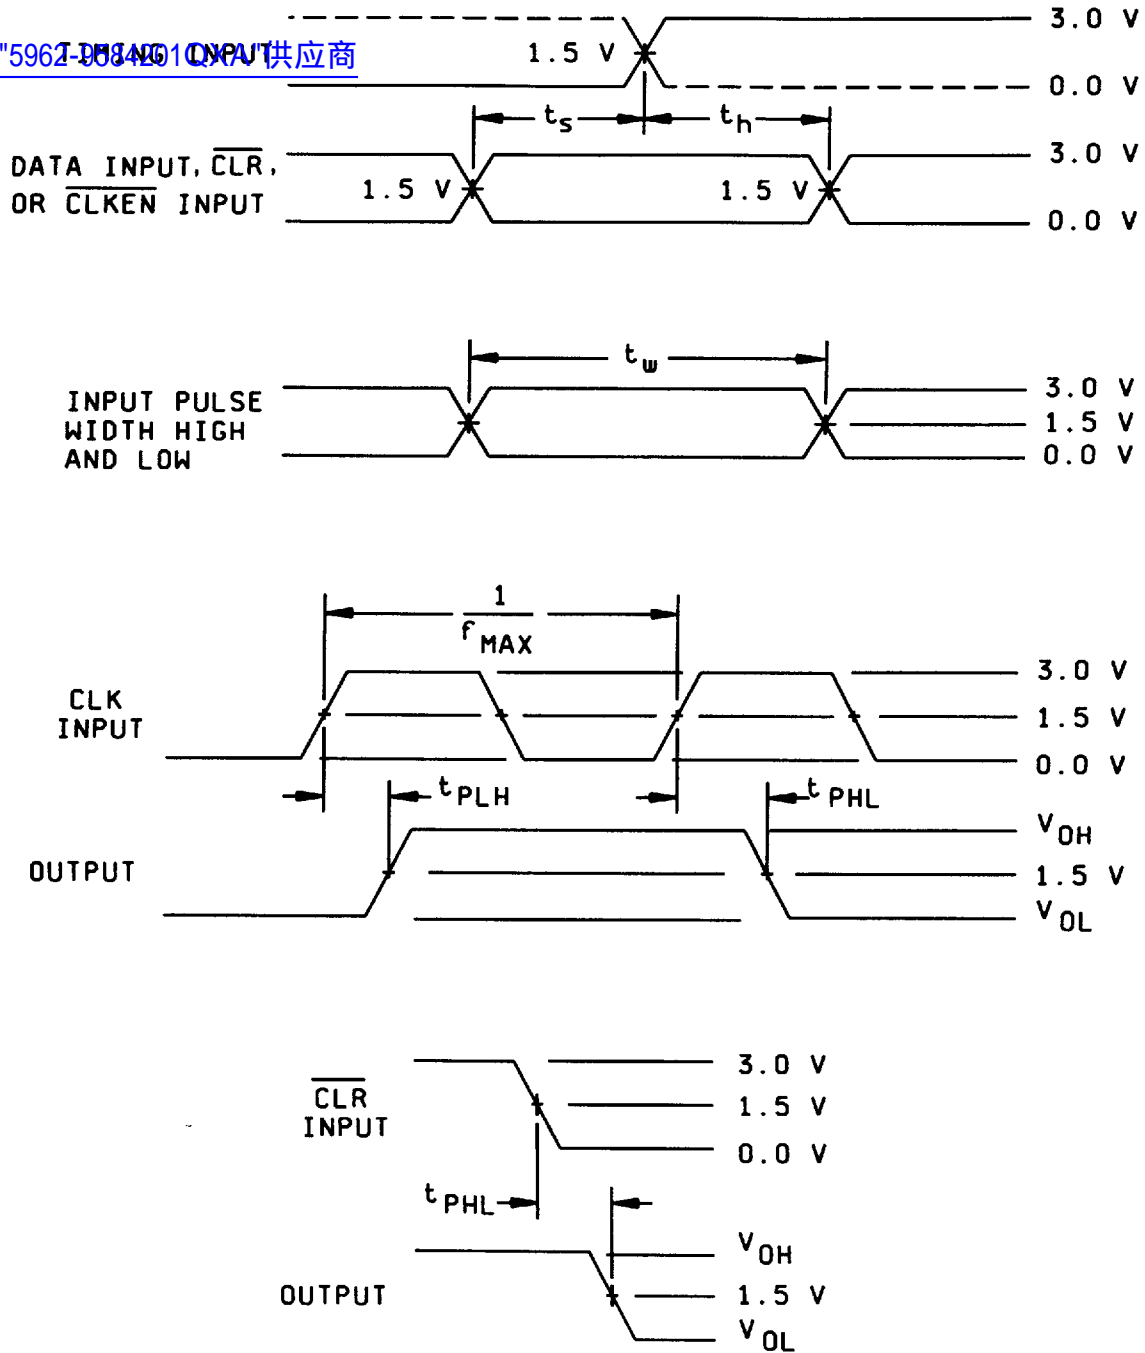 3.0 V
TIMING INPUT
"5962-9584201QXA"供应商
1.5 V
0.0 V
ts th
DATA INPUT, CLR,
OR CLKEN INPUT
3.0 V
1.5 V 1.5 V
0.0 V
tw
INPUT PULSE
WIDTH HIGH
AND LOW
3.0 V
1.5 V
0.0 V
1
fMAX
CLK
INPUT
3.0 V
1.5 V
0.0 V
tPLH tPHL
OUTPUT
VOH
1.5 V
VOL
CLR
INPUT
3.0 V
1.5 V
0.0 V
tPHL
OUTPUT
VOH
1.5 V
VOL